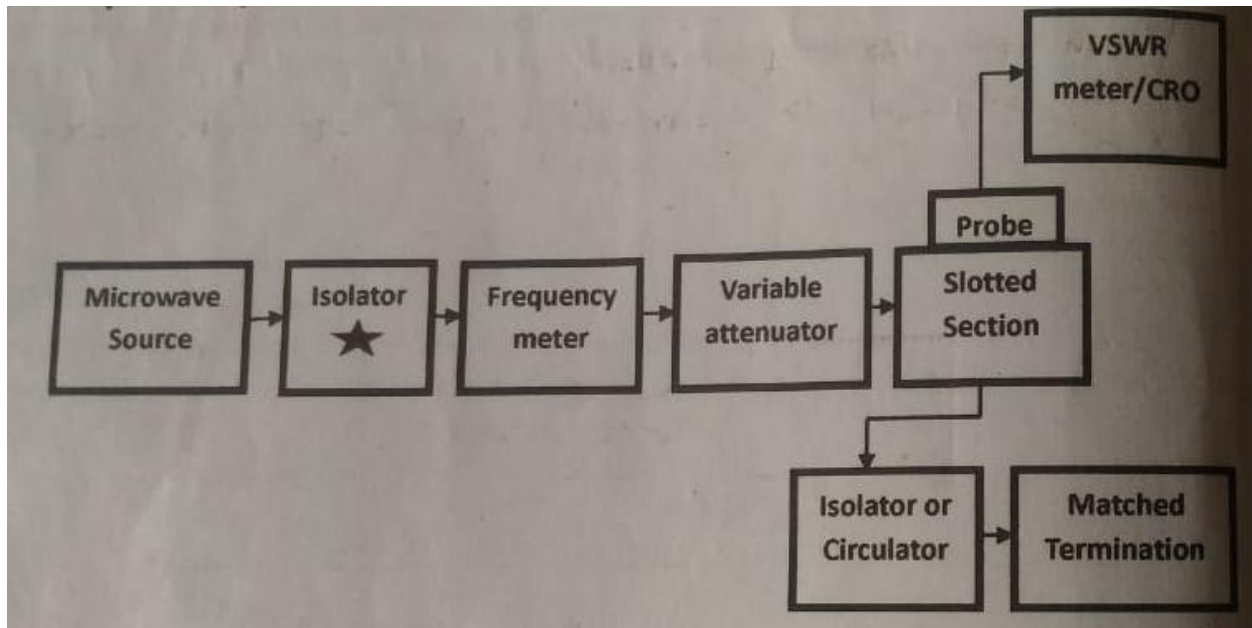 VSWR
meter/CRO
Probe
Microwave
Source
Isolator
Frequency
meter
Variable
attenuator
Slotted
Section
Isolator or
Circulator
Matched
Termination